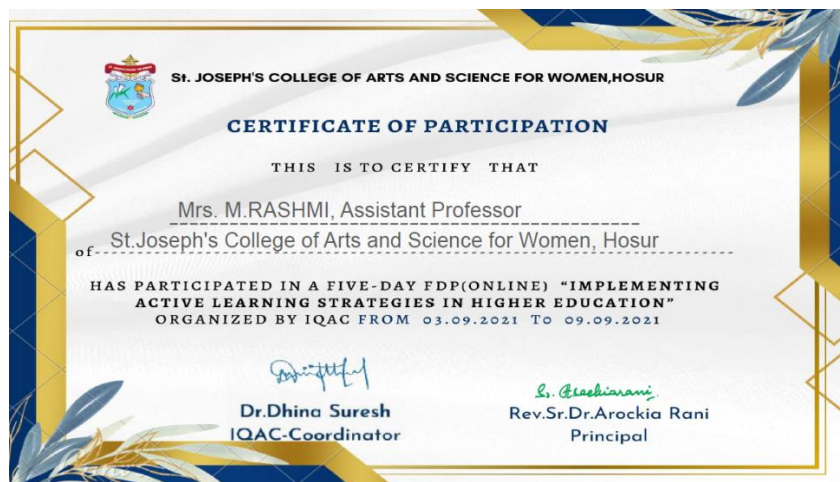 St. JOSEPH'S COLLEGE OF ARTS AND SCIENCE FOR WOMEN,HOSUR
CERTIFICATE OF PARTICIPATION
THIS IS TO CERTIFY THAT
Mrs. M.RASHMI, Assistant Professor
of St.Joseph's College of Arts and Science for Women, Hosur
HAS PARTICIPATED IN A FIVE-DAY FDP(ONLINE) “IMPLEMENTING
ACTIVE LEARNING STRATEGIES IN HIGHER EDUCATION”
ORGANIZED BY IQAC FROM 03.09.2021 To 09.09.2021
Dr.Dhina Suresh
IQAC-Coordinator
Rev.Sr.Dr.Arockia Rani
Principal